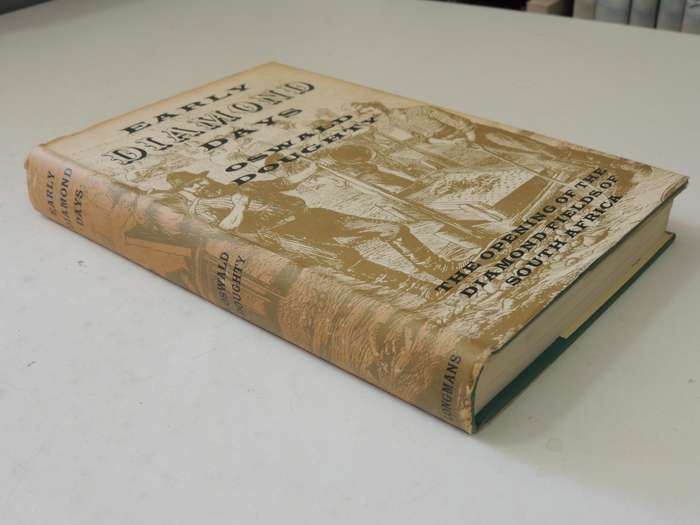 EARLY
DIAMOND
DAYS
OSWALD
DOUGHTY
THE OPENING OF THE
DIAMOND FIELDS OF
SOUTH AFRICA
EARLY
DIAMOND
DAYS
OSWALD
DOUGHTY
LONGMANS